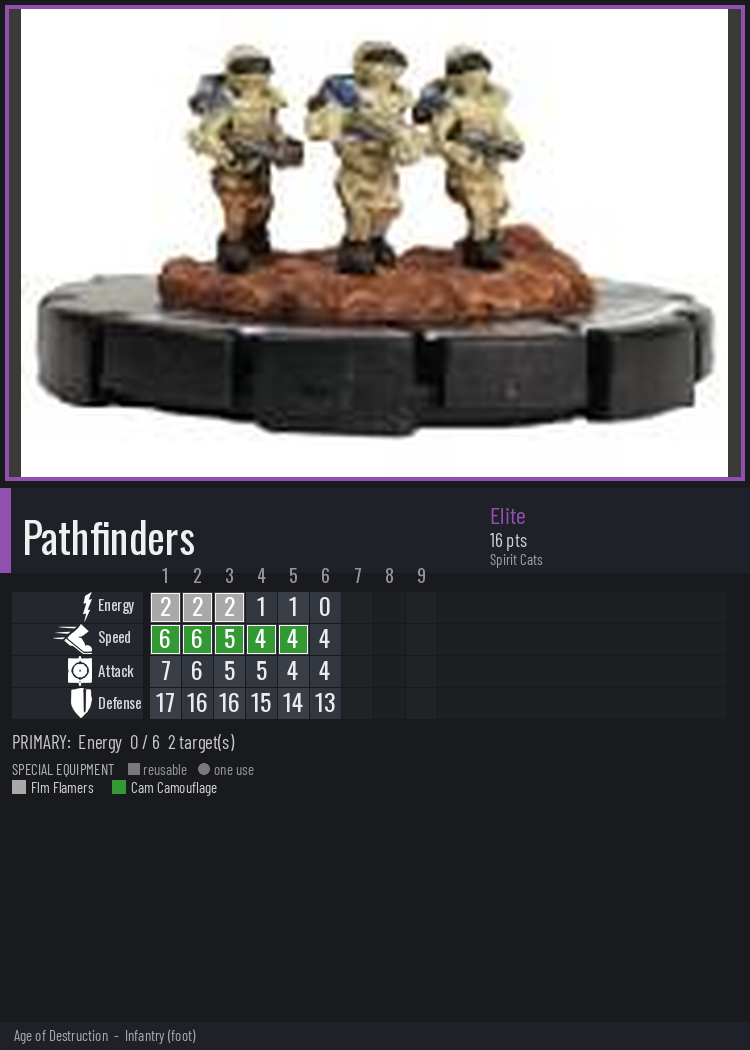 Pathfinders
Elite
16 pts
Spirit Cats
1 2 3 4 5 6 7 8 9
Energy 2 2 2 1 1 0
Speed 6 6 5 4 4 4
Attack 7 6 5 5 4 4
Defense 17 16 16 15 14 13
PRIMARY: Energy 0 / 6 2 target(s)
SPECIAL EQUIPMENT reusable one use
Flm Flamers Cam Camouflage
Age of Destruction - Infantry (foot)